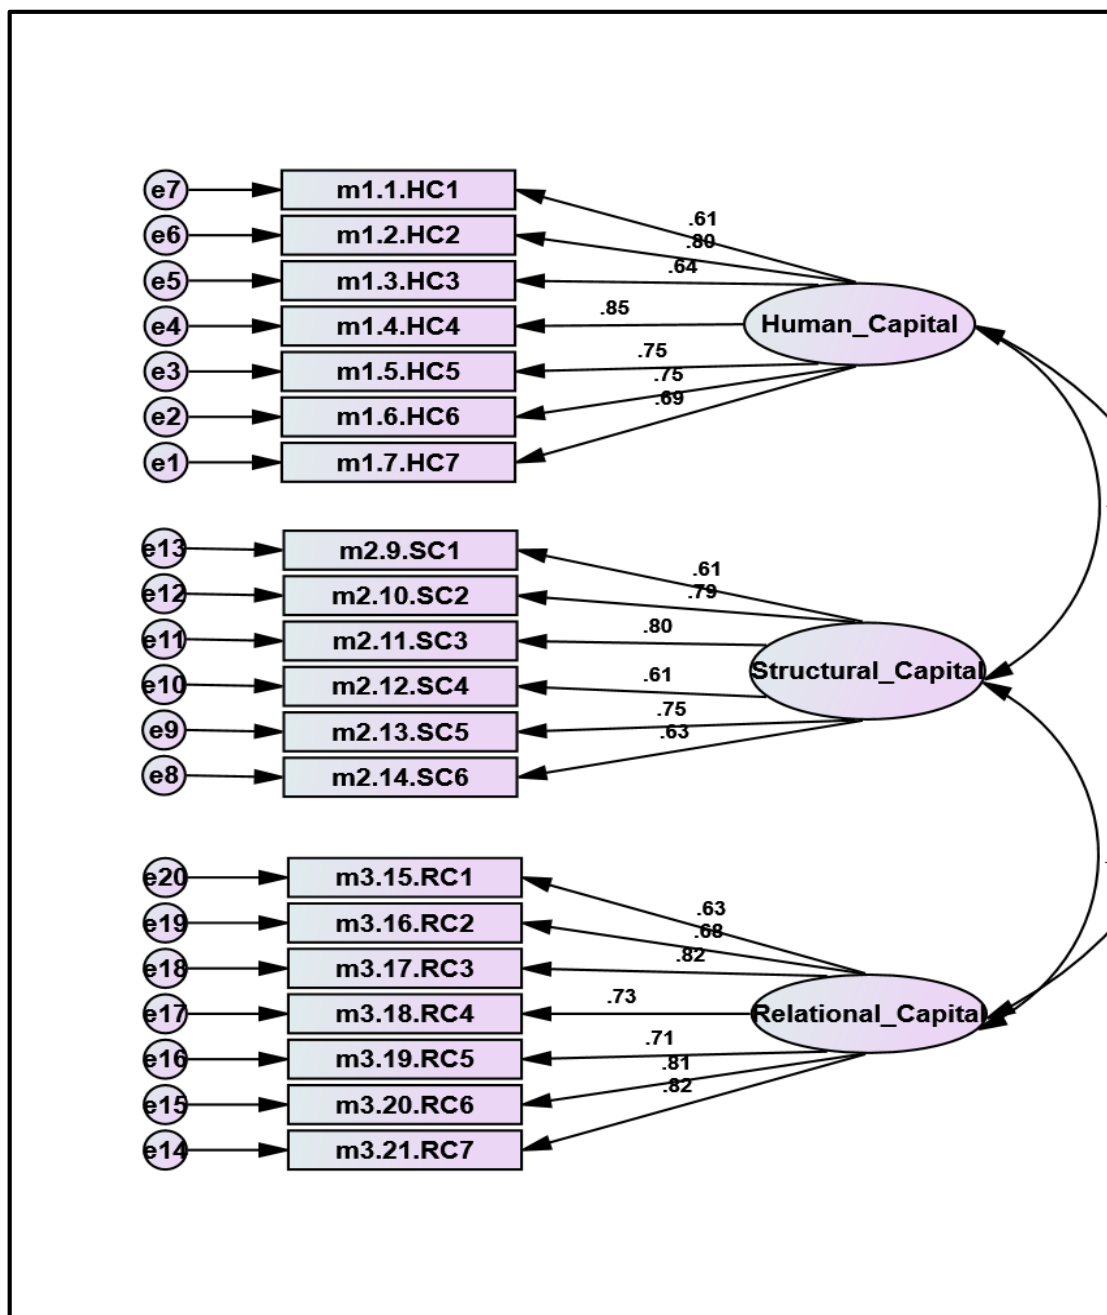 e7 m1.1.HC1
.61
e6 m1.2.HC2
.80
e5 m1.3.HC3
.64
e4 m1.4.HC4
.85
Human_Capital
e3 m1.5.HC5
.75
e2 m1.6.HC6
.75
e1 m1.7.HC7
.69
e13 m2.9.SC1
.61
e12 m2.10.SC2
.79
e11 m2.11.SC3
.80
Structural_Capital
e10 m2.12.SC4
.61
e9 m2.13.SC5
.75
e8 m2.14.SC6
.63
e20 m3.15.RC1
.63
e19 m3.16.RC2
.68
e18 m3.17.RC3
.82
e17 m3.18.RC4
.73
Relational_Capital
e16 m3.19.RC5
.71
e15 m3.20.RC6
.81
e14 m3.21.RC7
.82